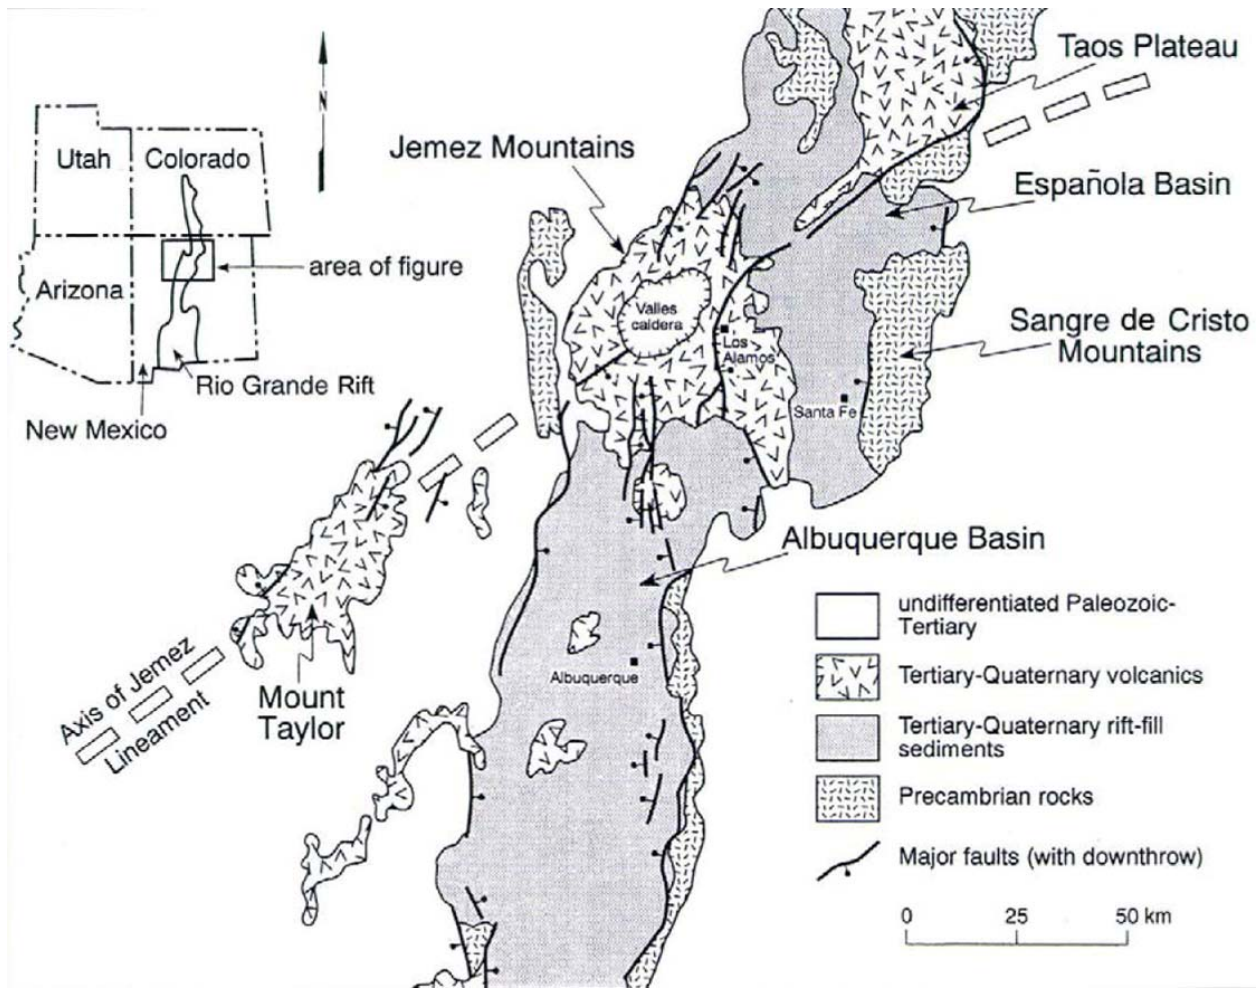 Taos Plateau
N
Jemez Mountains
Utah
Colorado
Española Basin
area of figure
Arizona
Valles
caldera
Sangre de Cristo
Mountains
Los
Alamos
Rio Grande Rift
Santa Fe
New Mexico
Albuquerque Basin
undifferentiated Paleozoic-
Tertiary
Axis of Jemez
Lineament
Albuquerque
Tertiary-Quaternary volcanics
Mount
Taylor
Tertiary-Quaternary rift-fill
sediments
Precambrian rocks
Major faults (with downthrow)
0 25 50 km